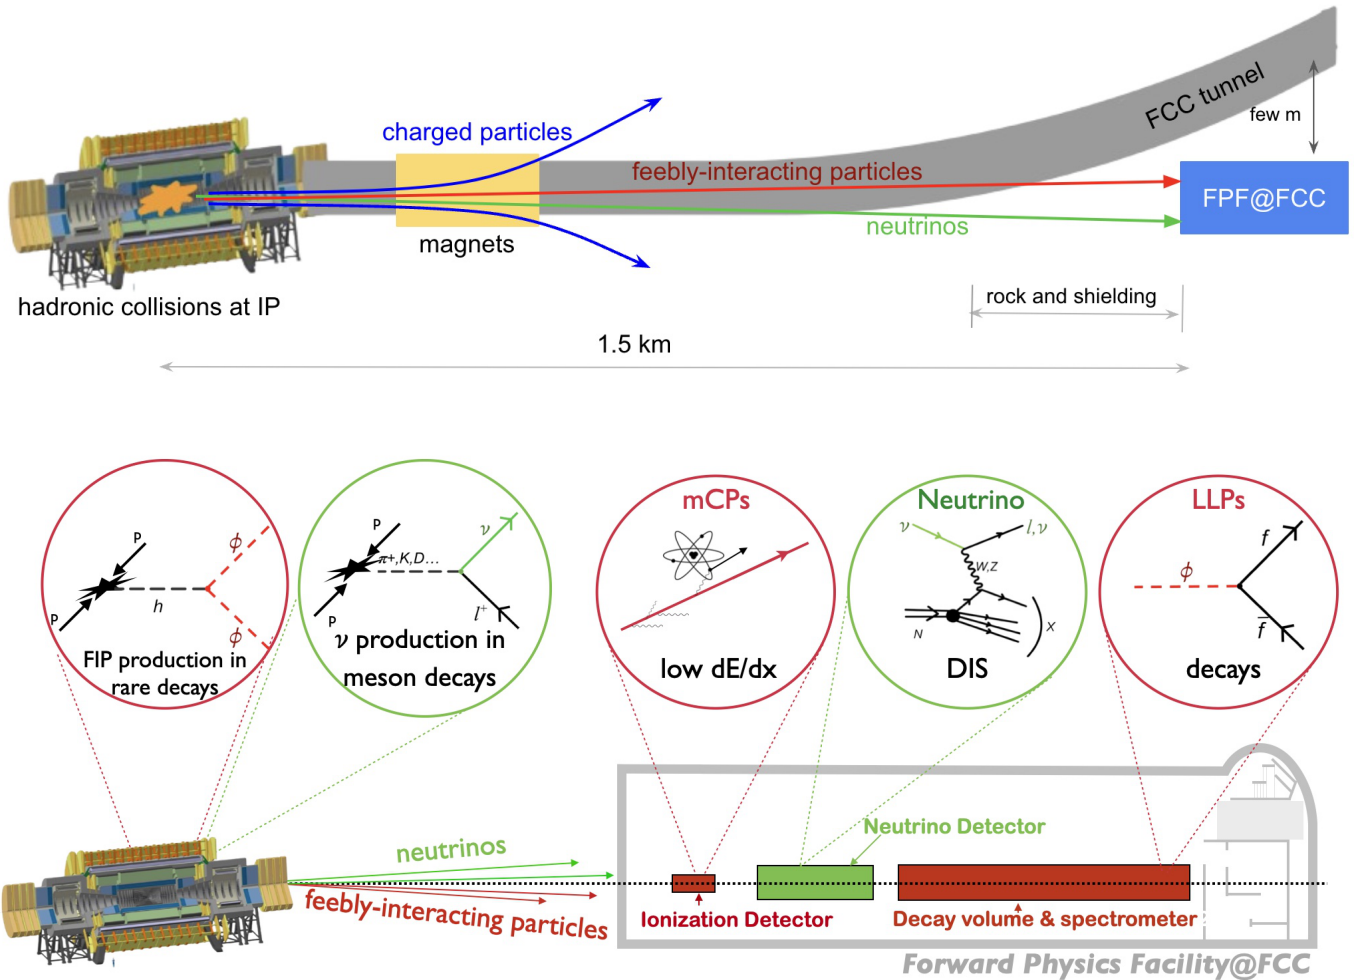 FCC tunnel
few m
charged particles
feebly-interacting particles
FPF@FCC
neutrinos
magnets
hadronic collisions at IP
rock and shielding
1.5 km
P
P
h
ϕ
ϕ
FIP production in
rare decays
P
P
π+,K,D...
ν
l+
ν production in
meson decays
mCPs
low dE/dx
Neutrino
ν
l,ν
W,Z
N
X
DIS
LLPs
ϕ
f
f̅
decays
neutrinos
feebly-interacting particles
Neutrino Detector
Ionization Detector
Decay volume & spectrometer
Forward Physics Facility@FCC